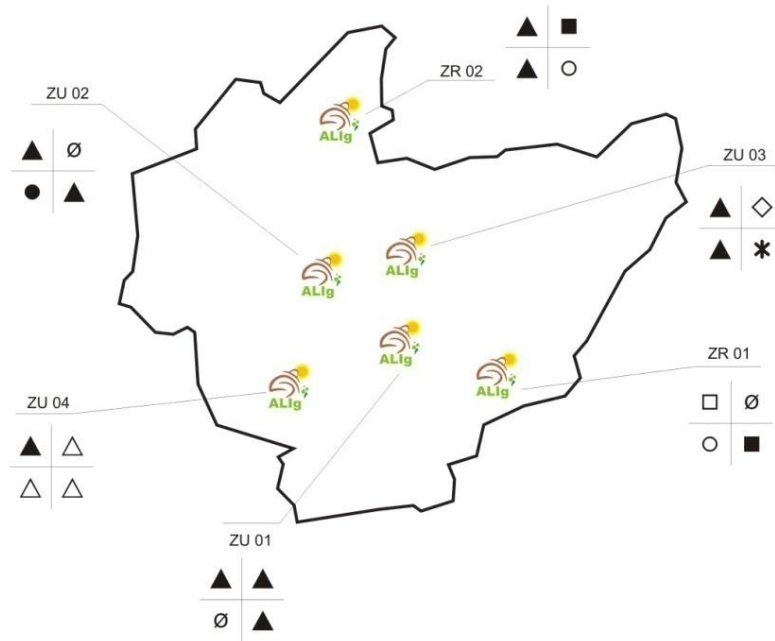 ZR 02
ALIg
ZU 02
Ø
ZU 03
ALIg
ALIg
ALIg
ZR 01
ALIg
ALIg
Ø
ZU 04
ZU 01
Ø